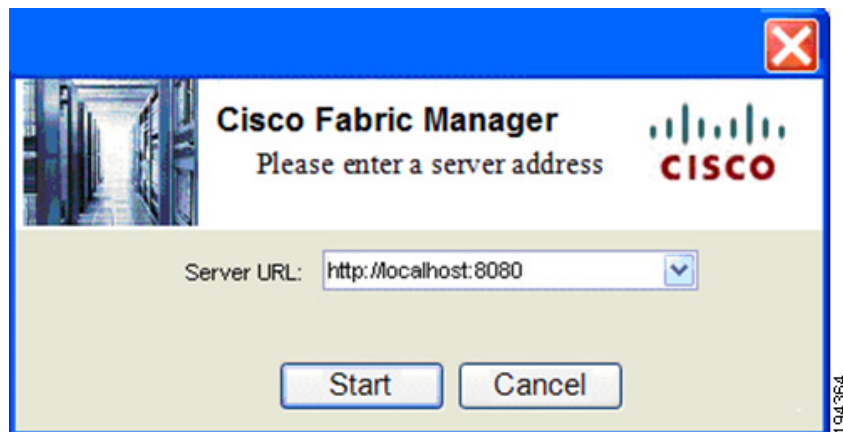 Cisco Fabric Manager
Please enter a server address
CISCO
Server URL: http://localhost:8080
Start Cancel
194364